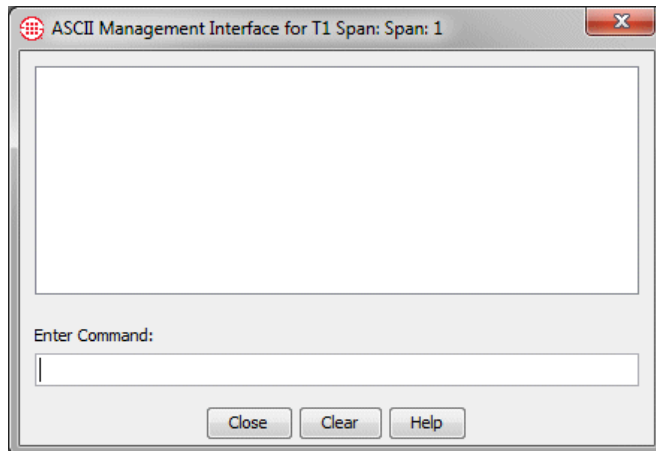 ASCII Management Interface for T1 Span: Span: 1
Enter Command:
Close Clear Help